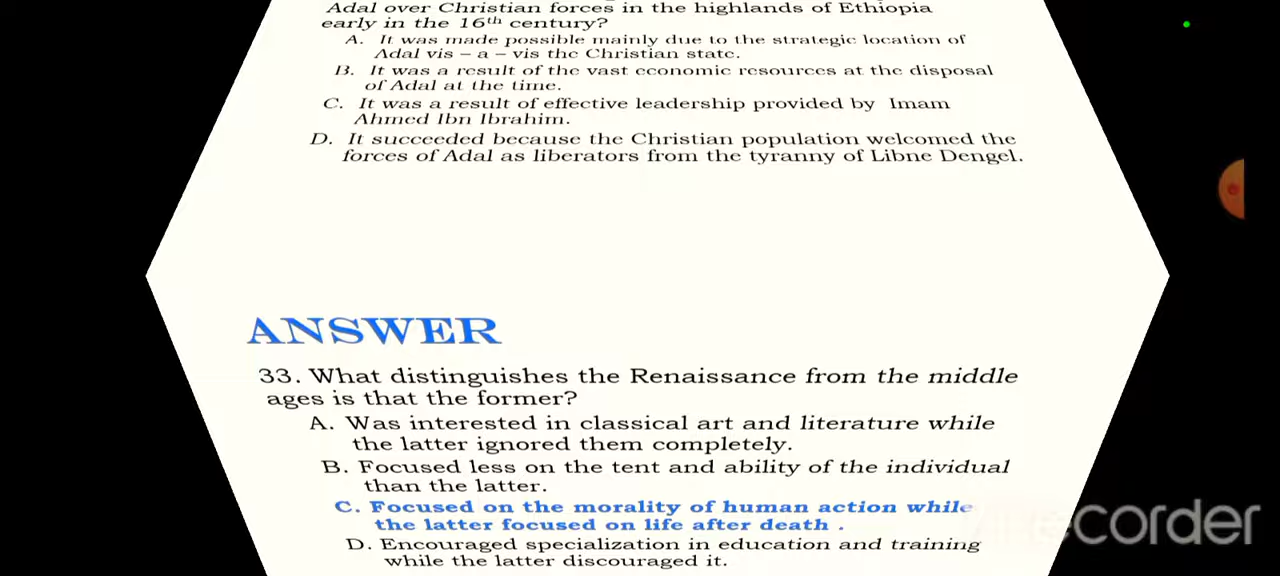 Adal over Christian forces in the highlands of Ethiopia
early in the 16th century?
A. It was made possible mainly due to the strategic location of
Adal vis – a – vis the Christian state.
B. It was a result of the vast economic resources at the disposal
of Adal at the time.
C. It was a result of effective leadership provided by Imam
Ahmed Ibn Ibrahim.
D. It succeeded because the Christian population welcomed the
forces of Adal as liberators from the tyranny of Libne Dengel.
ANSWER
33. What distinguishes the Renaissance from the middle
ages is that the former?
A. Was interested in classical art and literature while
the latter ignored them completely.
B. Focused less on the tent and ability of the individual
than the latter.
C. Focused on the morality of human action while
the latter focused on life after death .
D. Encouraged specialization in education and training
while the latter discouraged it.